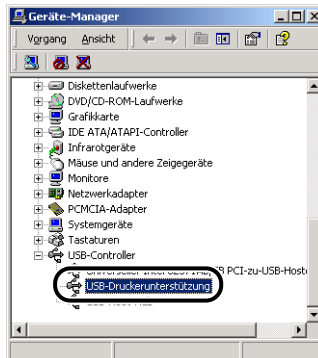 Geräte-Manager
Vorgang Ansicht
Diskettenlaufwerke
DVD/CD-ROM-Laufwerke
Grafikkarte
IDE ATA/ATAPI-Controller
Infrarotgeräte
Mäuse und andere Zeigegeräte
Monitore
Netzwerkadapter
PCMCIA-Adapter
Systemgeräte
Tastaturen
USB-Controller
PCI-zu-USB-Hostc
USB-Druckerunterstützung